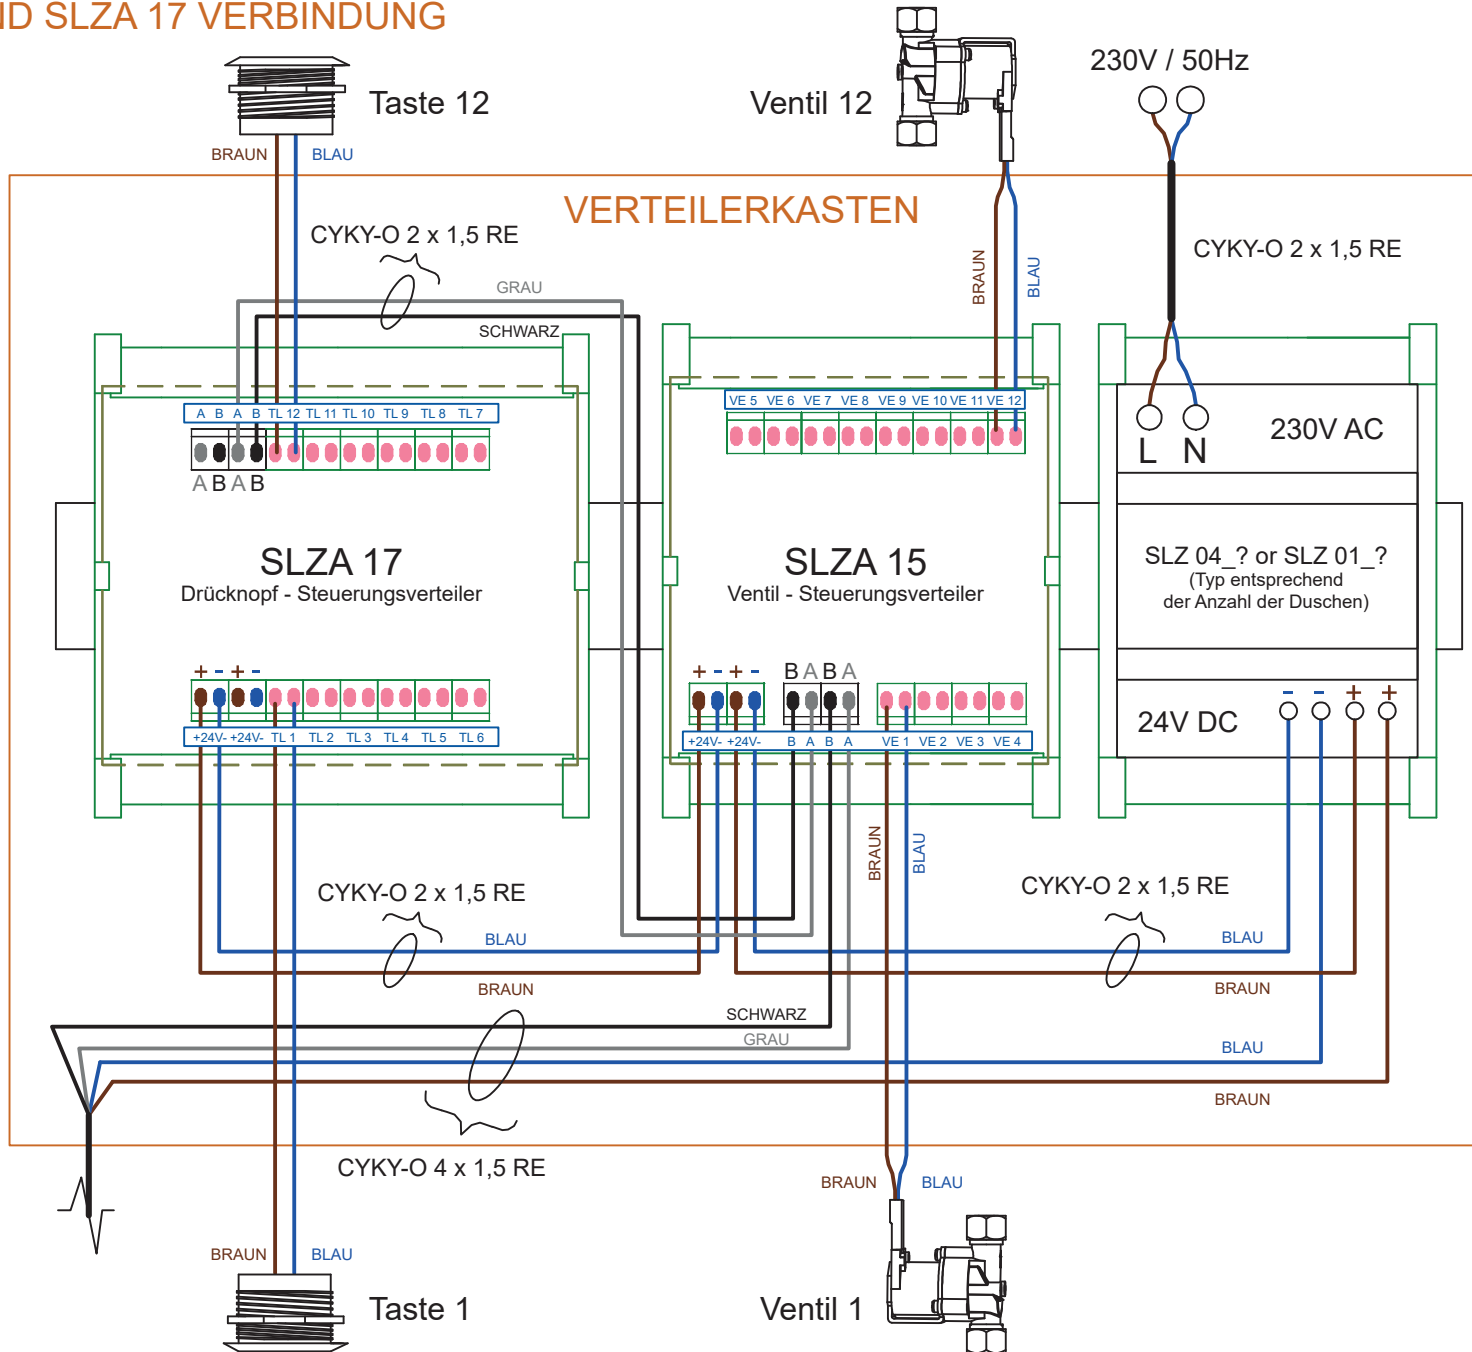 ND SLZA 17 VERBINDUNG
Taste 12
Ventil 12
230V / 50Hz
BRAUN
BLAU
VERTEILERKASTEN
CYKY-O 2 x 1,5 RE
CYKY-O 2 x 1,5 RE
BRAUN
BLAU
GRAU
SCHWARZ
A B A B TL 12 TL 11 TL 10 TL 9 TL 8 TL 7
VE 5 VE 6 VE 7 VE 8 VE 9 VE 10 VE 11 VE 12
A B A B
L N
230V AC
SLZA 17
Drücknopf - Steuerungsverteiler
SLZA 15
Ventil - Steuerungsverteiler
SLZ 04_? or SLZ 01_?
(Typ entsprechend
der Anzahl der Duschen)
+ - + -
+ - + -
B A B A
- - + +
24V DC
+24V- +24V- TL 1 TL 2 TL 3 TL 4 TL 5 TL 6
+24V- +24V- B A B A VE 1 VE 2 VE 3 VE 4
BRAUN
BLAU
CYKY-O 2 x 1,5 RE
CYKY-O 2 x 1,5 RE
BLAU
BLAU
BRAUN
BRAUN
SCHWARZ
GRAU
BLAU
BRAUN
CYKY-O 4 x 1,5 RE
BRAUN
BLAU
BRAUN
BLAU
Taste 1
Ventil 1